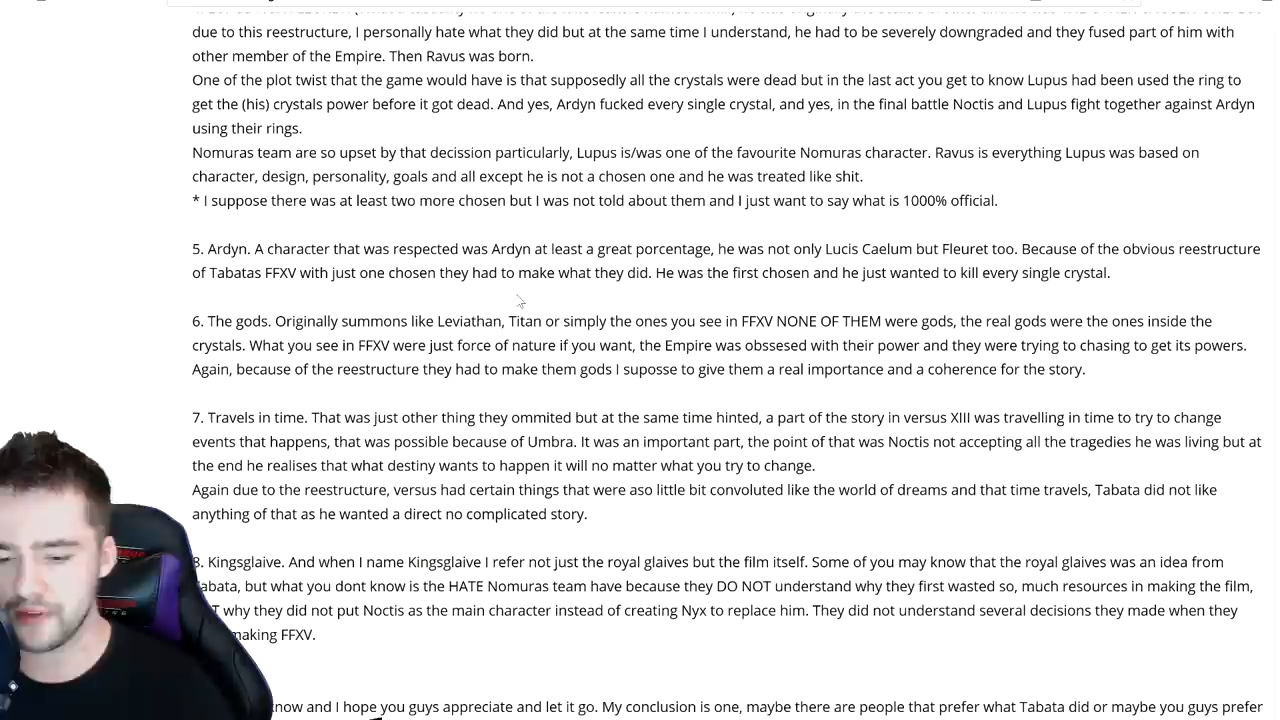 due to this reestructure, I personally hate what they did but at the same time I understand, he had to be severely downgraded and they fused part of him with
other member of the Empire. Then Ravus was born.
One of the plot twist that the game would have is that supposedly all the crystals were dead but in the last act you get to know Lupus had been used the ring to
get the (his) crystals power before it got dead. And yes, Ardyn fucked every single crystal, and yes, in the final battle Noctis and Lupus fight together against Ardyn
using their rings.
Nomuras team are so upset by that decission particularly, Lupus is/was one of the favourite Nomuras character. Ravus is everything Lupus was based on
character, design, personality, goals and all except he is not a chosen one and he was treated like shit.
* I suppose there was at least two more chosen but I was not told about them and I just want to say what is 1000% official.
5. Ardyn. A character that was respected was Ardyn at least a great porcentage, he was not only Lucis Caelum but Fleuret too. Because of the obvious reestructure
of Tabatas FFXV with just one chosen they had to make what they did. He was the first chosen and he just wanted to kill every single crystal.
6. The gods. Originally summons like Leviathan, Titan or simply the ones you see in FFXV NONE OF THEM were gods, the real gods were the ones inside the
crystals. What you see in FFXV were just force of nature if you want, the Empire was obssesed with their power and they were trying to chasing to get its powers.
Again, because of the reestructure they had to make them gods I suposse to give them a real importance and a coherence for the story.
7. Travels in time. That was just other thing they ommited but at the same time hinted, a part of the story in versus XIII was travelling in time to try to change
events that happens, that was possible because of Umbra. It was an important part, the point of that was Noctis not accepting all the tragedies he was living but at
the end he realises that what destiny wants to happen it will no matter what you try to change.
Again due to the reestructure, versus had certain things that were aso little bit convoluted like the world of dreams and that time travels, Tabata did not like
anything of that as he wanted a direct no complicated story.
8. Kingsglaive. And when I name Kingsglaive I refer not just the royal glaives but the film itself. Some of you may know that the royal glaives was an idea from
abata, but what you dont know is the HATE Nomuras team have because they DO NOT understand why they first wasted so, much resources in making the film,
why they did not put Noctis as the main character instead of creating Nyx to replace him. They did not understand several decisions they made when they
making FFXV.
know and I hope you guys appreciate and let it go. My conclusion is one, maybe there are people that prefer what Tabata did or maybe you guys prefer